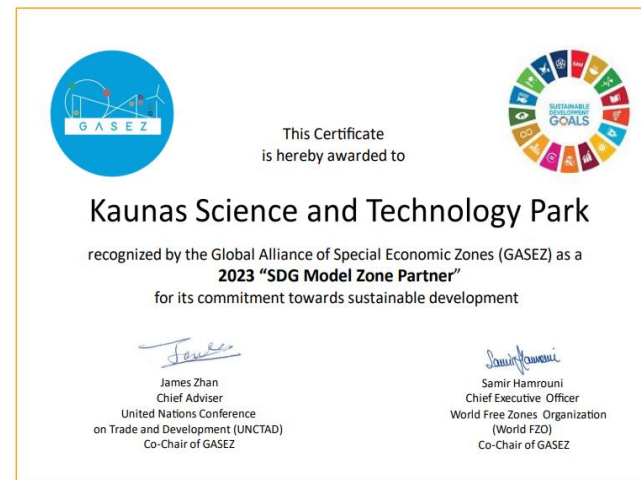 GASEZ
SUSTAINABLE
DEVELOPMENT
GOALS
This Certificate
is hereby awarded to
Kaunas Science and Technology Park
recognized by the Global Alliance of Special Economic Zones (GASEZ) as a
2023 “SDG Model Zone Partner”
for its commitment towards sustainable development
James Zhan
Chief Adviser
United Nations Conference
on Trade and Development (UNCTAD)
Co-Chair of GASEZ
Samir Hamrouni
Chief Executive Officer
World Free Zones Organization
(World FZO)
Co-Chair of GASEZ